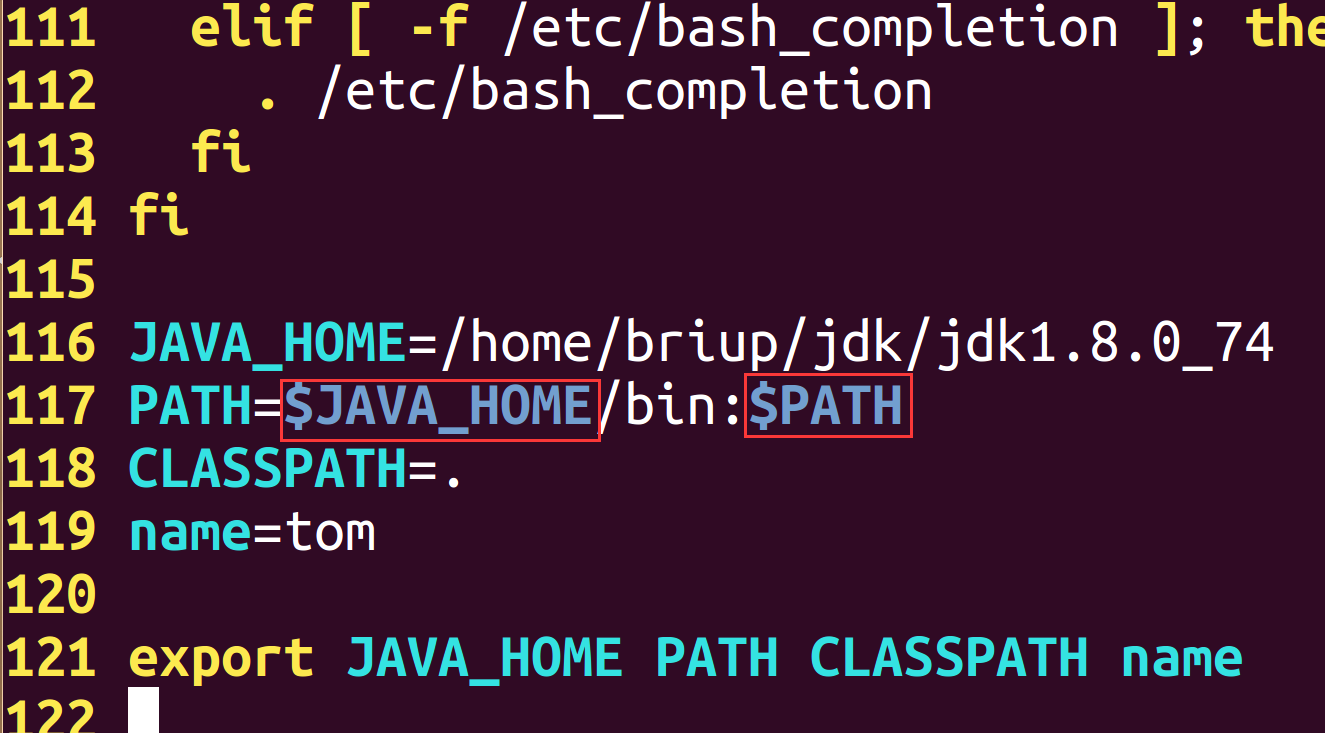 111   elif [ -f /etc/bash_completion ]; the
112     . /etc/bash_completion
113   fi
114 fi
115
116 JAVA_HOME=/home/briup/jdk/jdk1.8.0_74
117 PATH=$JAVA_HOME/bin:$PATH
118 CLASSPATH=.
119 name=tom
120
121 export JAVA_HOME PATH CLASSPATH name
122